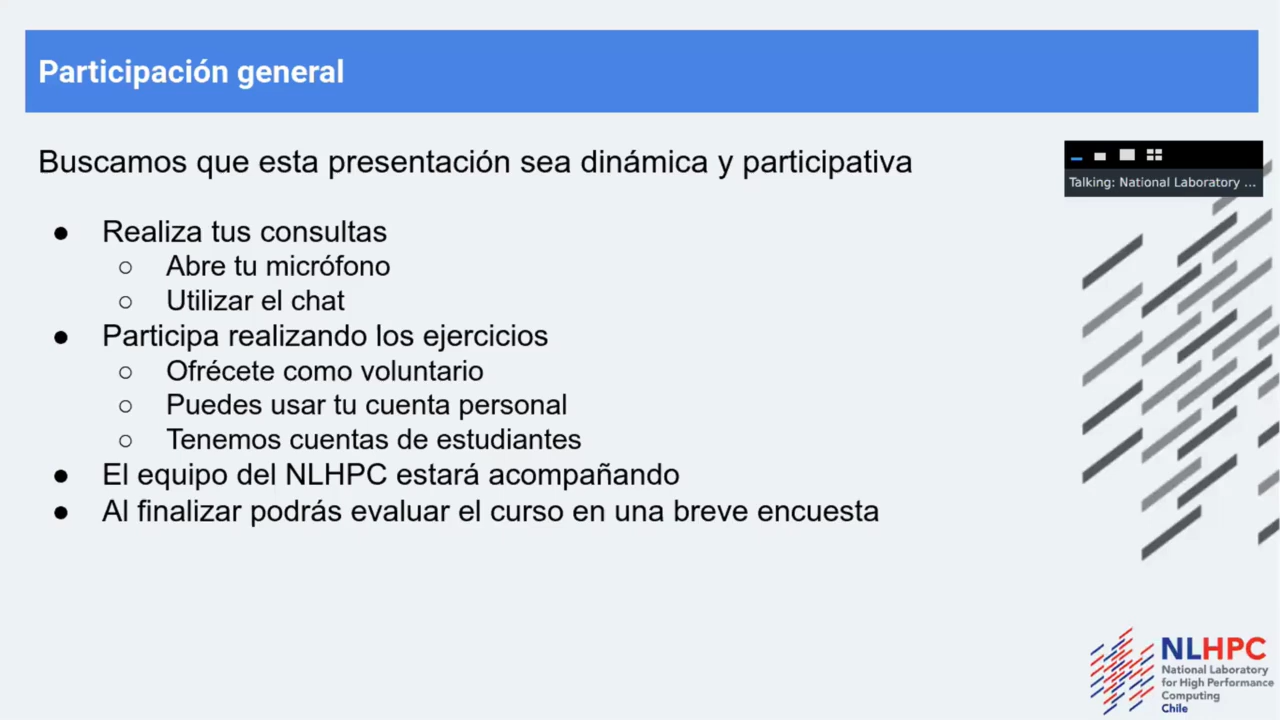 Participación general
Buscamos que esta presentación sea dinámica y participativa
Talking: National Laboratory ...
● Realiza tus consultas
○ Abre tu micrófono
○ Utilizar el chat
● Participa realizando los ejercicios
○ Ofrécete como voluntario
○ Puedes usar tu cuenta personal
○ Tenemos cuentas de estudiantes
● El equipo del NLHPC estará acompañando
● Al finalizar podrás evaluar el curso en una breve encuesta
NLHPC
National Laboratory
for High Performance
Computing
Chile